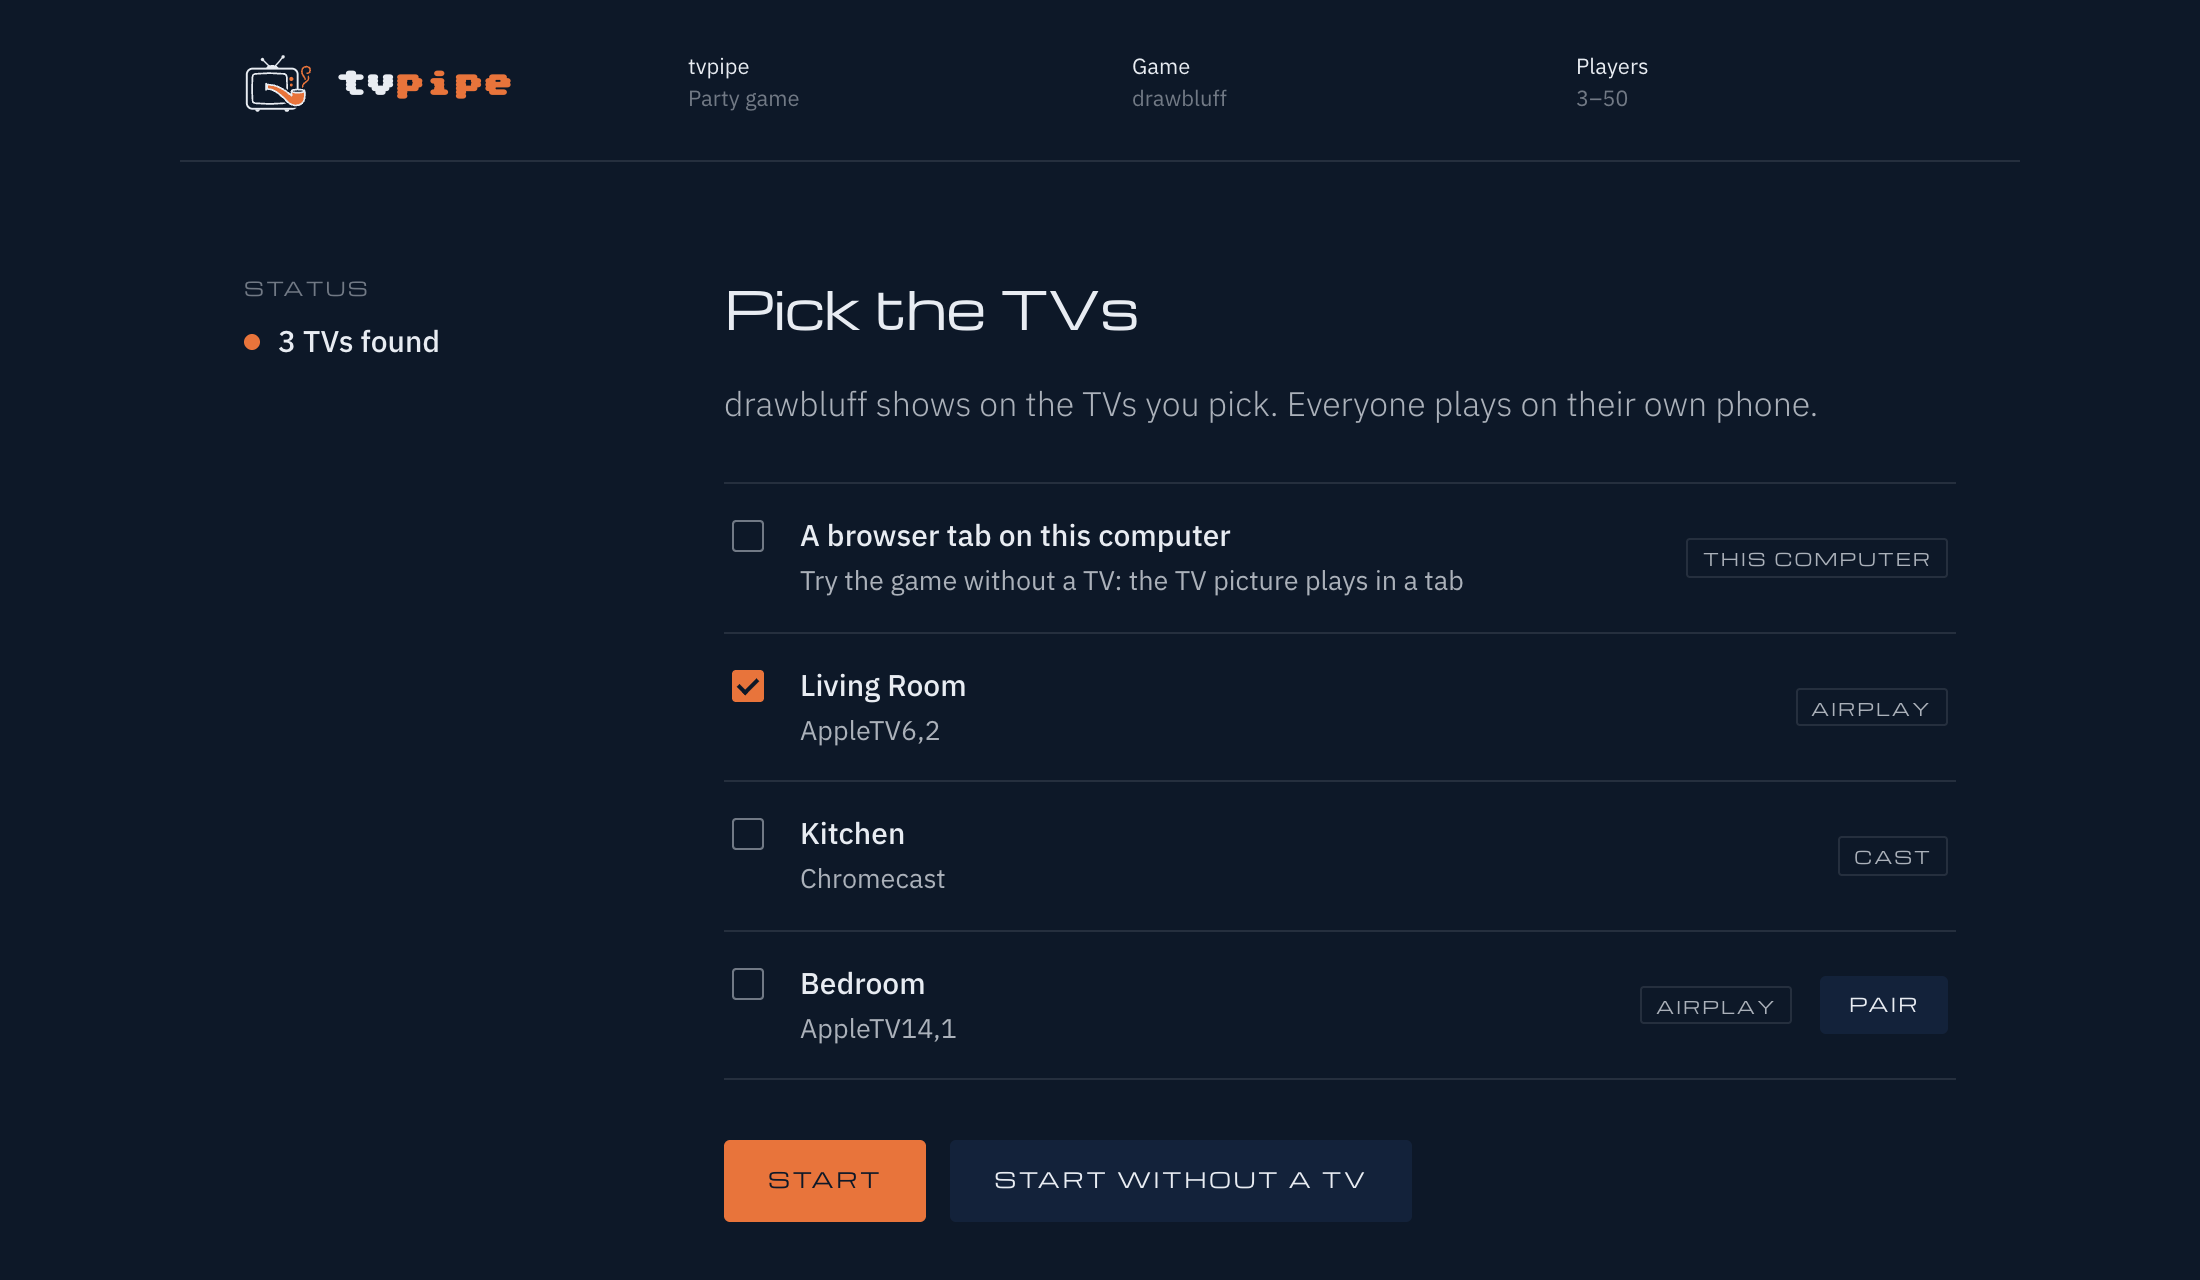 tvpipe
tvpipe
Party game
Game
drawbluff
Players
3–50
STATUS
3 TVs found
Pick the TVs
drawbluff shows on the TVs you pick. Everyone plays on their own phone.
A browser tab on this computer
Try the game without a TV: the TV picture plays in a tab
THIS COMPUTER
Living Room
AppleTV6,2
AIRPLAY
Kitchen
Chromecast
CAST
Bedroom
AppleTV14,1
AIRPLAY
PAIR
START
START WITHOUT A TV